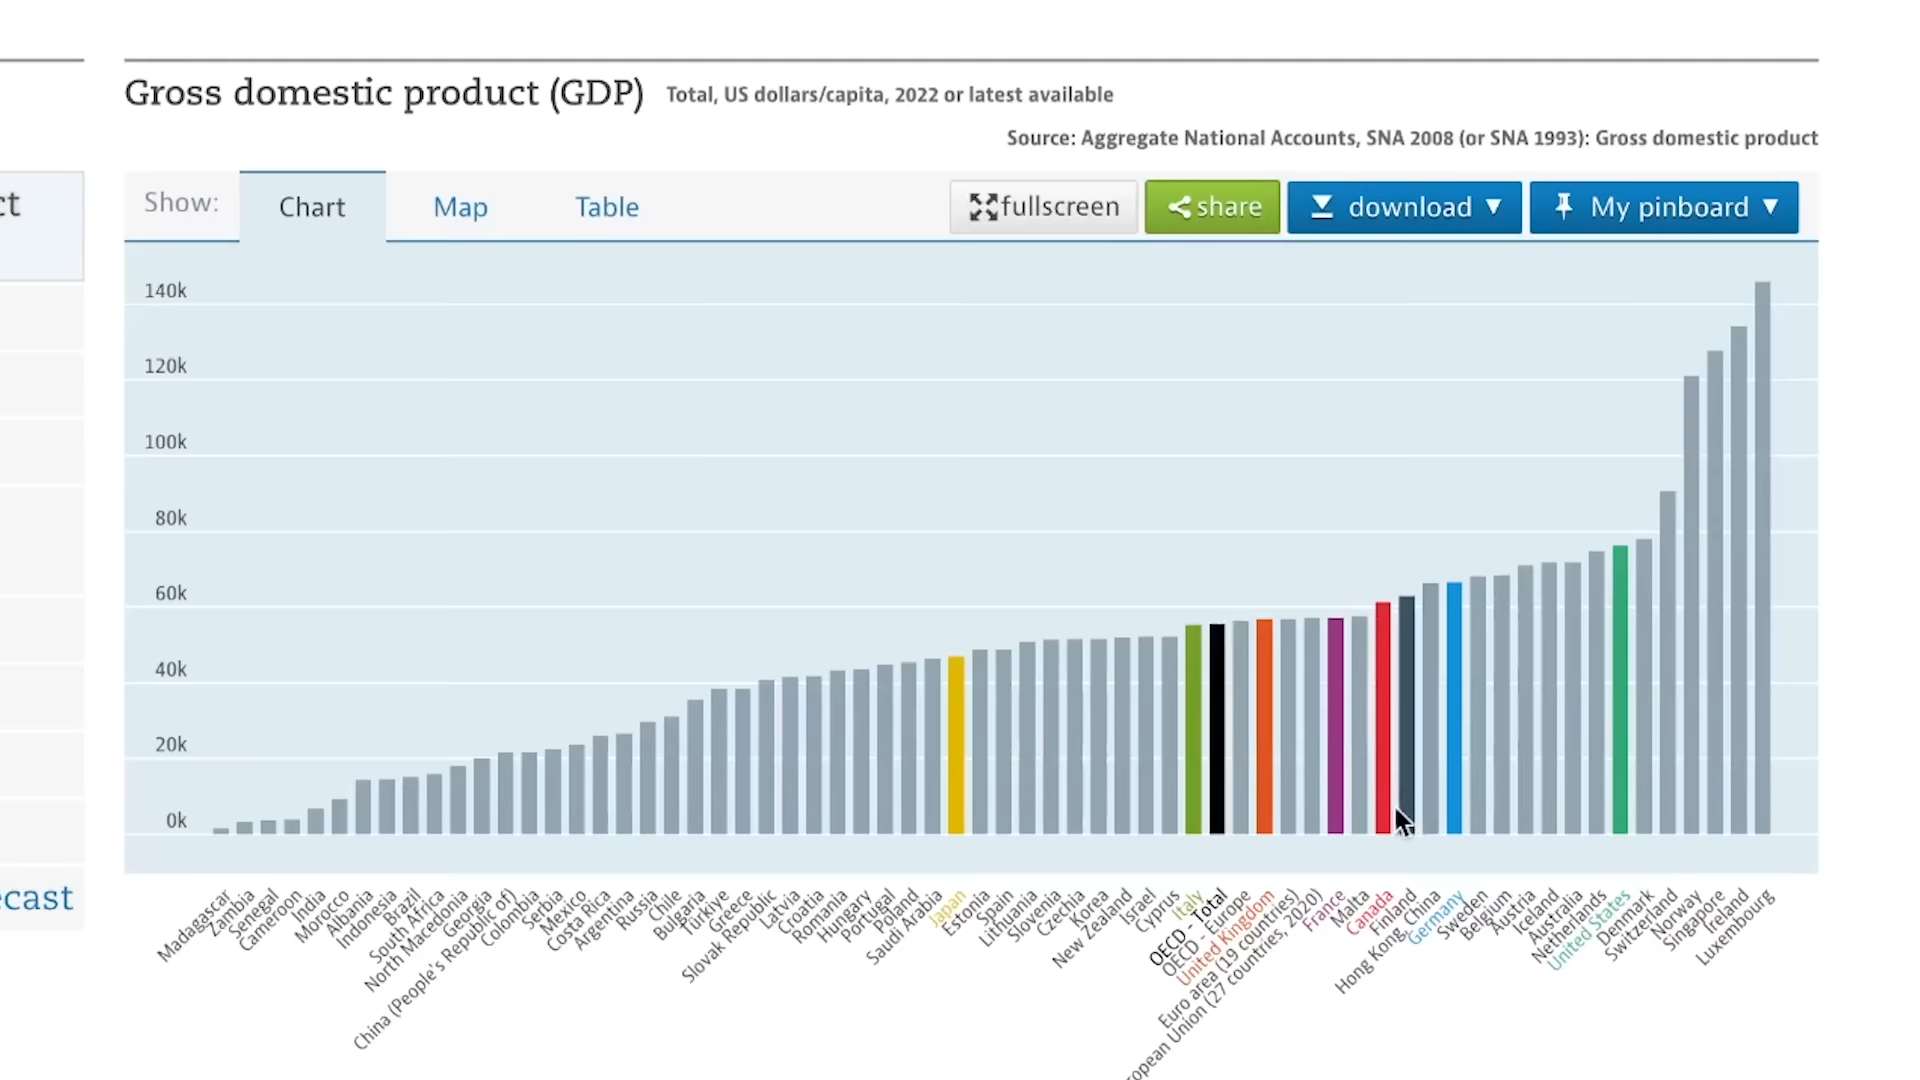 Gross domestic product (GDP) Total, US dollars/capita, 2022 or latest available
Source: Aggregate National Accounts, SNA 2008 (or SNA 1993): Gross domestic product
ct
Show:
Chart
Map
Table
fullscreen
share
download
My pinboard
140k
120k
100k
80k
60k
40k
20k
0k
ecast
Madagascar
Zambia
Senegal
Cameroon
India
Morocco
Albania
Indonesia
Brazil
South Africa
North Macedonia
Georgia
China (People's Republic of)
Colombia
Serbia
Mexico
Costa Rica
Argentina
Russia
Chile
Bulgaria
Türkiye
Greece
Slovak Republic
Latvia
Croatia
Romania
Hungary
Portugal
Poland
Saudi Arabia
Japan
Estonia
Spain
Lithuania
Slovenia
Czechia
Korea
New Zealand
Israel
Cyprus
Italy
OECD - Total
OECD - Europe
United Kingdom
Euro area (19 countries)
ropean Union (27 countries, 2020)
France
Malta
Canada
Finland
Hong Kong, China
Germany
Sweden
Belgium
Austria
Iceland
Australia
Netherlands
United States
Denmark
Switzerland
Norway
Singapore
Ireland
Luxembourg